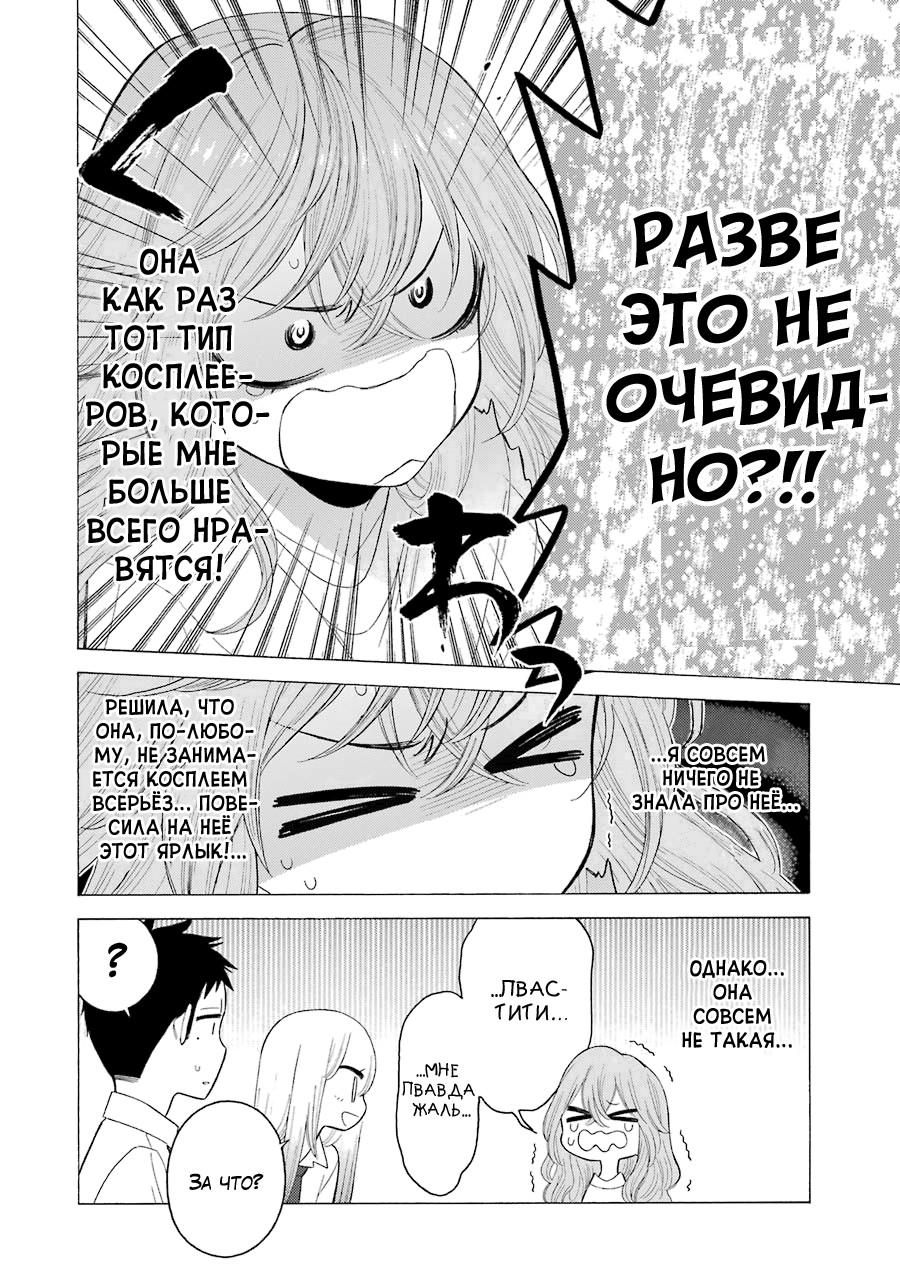 РАЗВЕ
ЭТО НЕ
ОЧЕВИД-
НО?!!
く
わ
っ
ОНА
КАК РАЗ
ТОТ ТИП
КОСПЛЕЕ-
РОВ, КОТО-
РЫЕ МНЕ
БОЛЬШЕ
ВСЕГО НРА-
ВЯТСЯ!
...Я СОВСЕМ
НИЧЕГО НЕ
ЗНАЛА ПРО НЕЁ...
РЕШИЛА, ЧТО
ОНА, ПО-ЛЮБО-
МУ, НЕ ЗАНИМА-
ЕТСЯ КОСПЛЕЕМ
ВСЕРЬЁЗ... ПОВЕ-
СИЛА НА НЕЁ
ЭТОТ ЯРЛЫК!...
ОДНАКО...
ОНА
СОВСЕМ
НЕ ТАКАЯ...
...ЛВАС-
ТИТИ...
...МНЕ
ПВАВДА
ЖАЛЬ...
?
ЗА ЧТО?